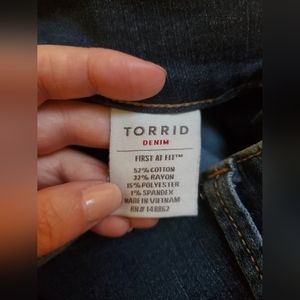 TORRID
DENIM
FIRST AT FIT™
52% COTTON
32% RAYON
15% POLYESTER
1% SPANDEX
MADE IN VIETNAM
RN# 148862